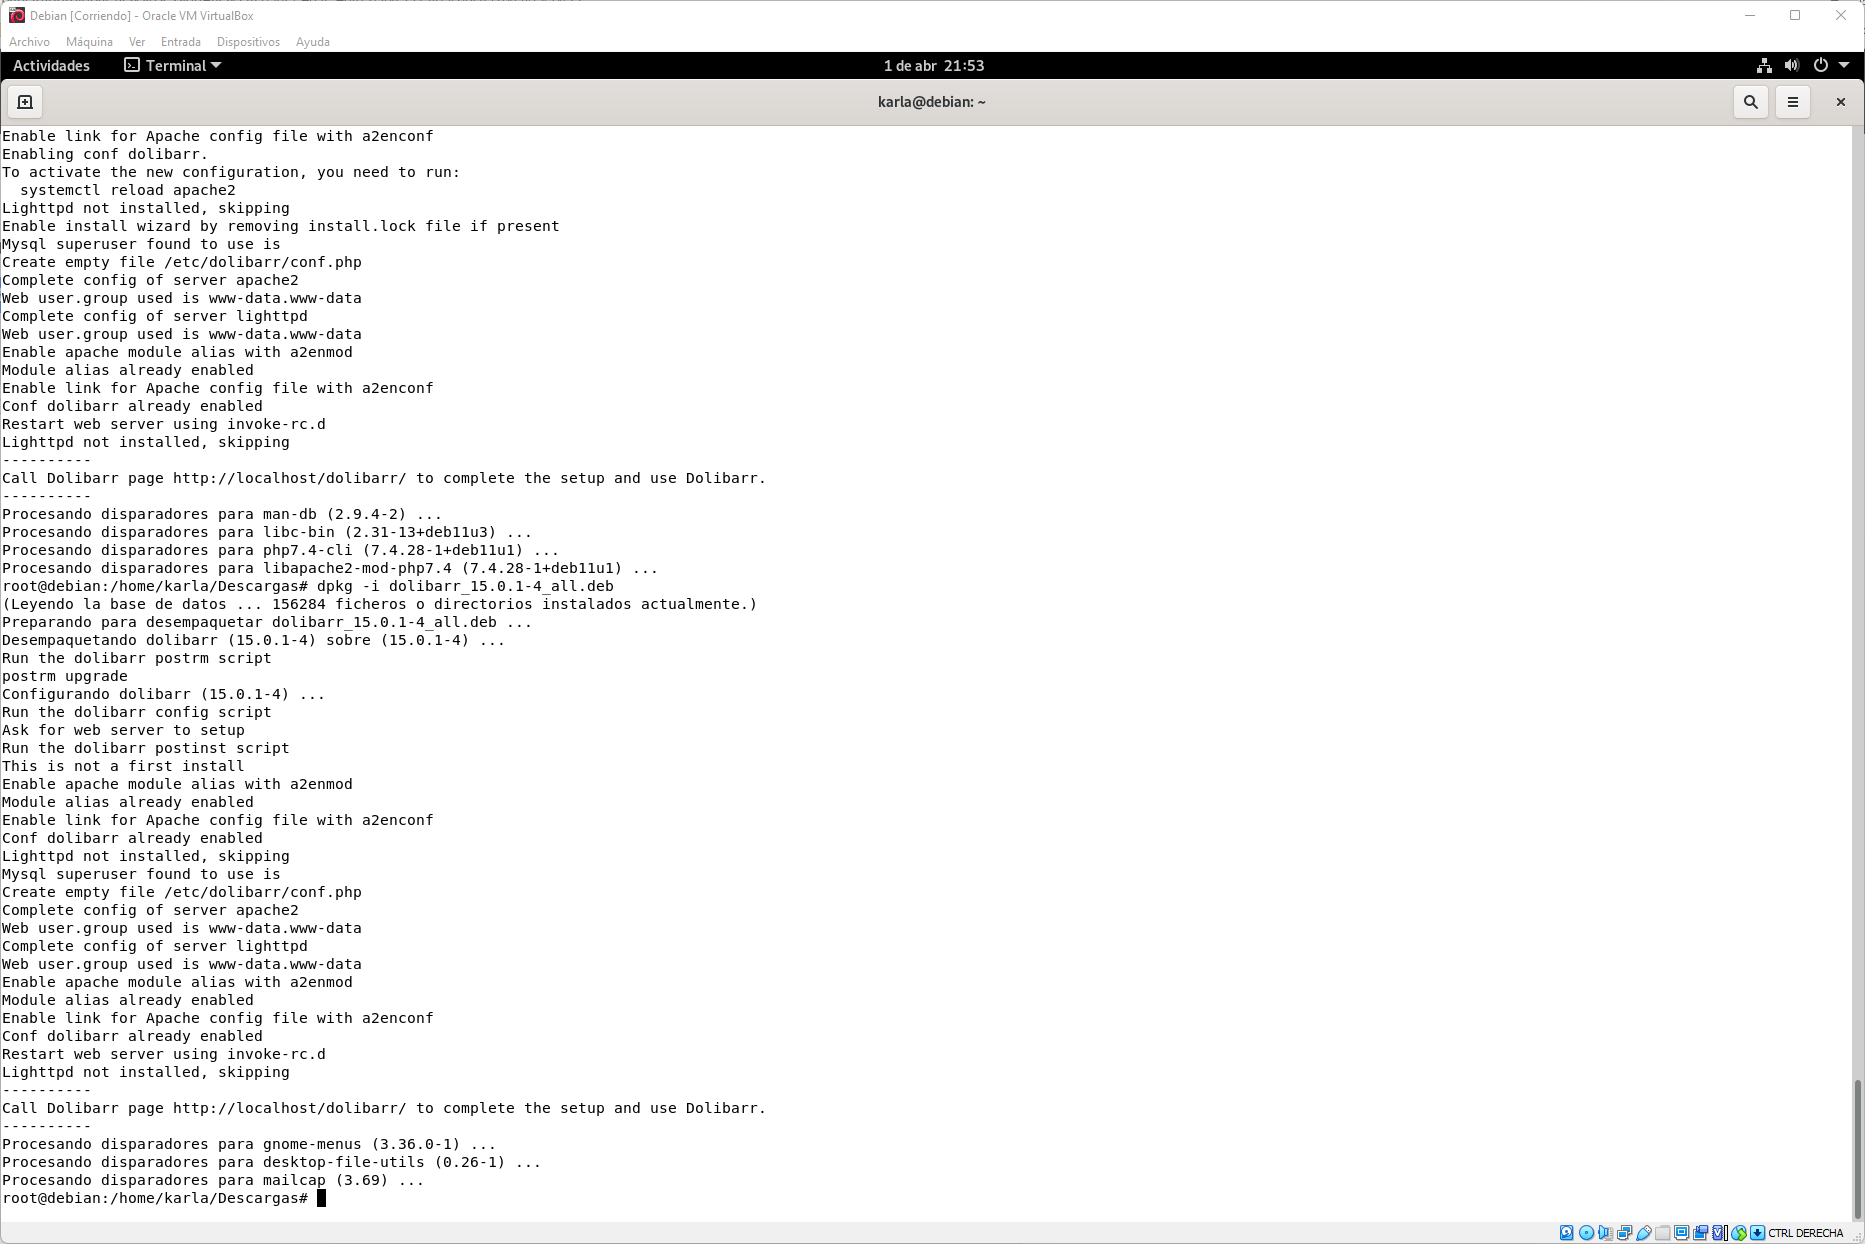 Debian [Corriendo] - Oracle VM VirtualBox
Archivo Máquina Ver Entrada Dispositivos Ayuda
Actividades Terminal 1 de abr 21:53
karla@debian: ~
Enable link for Apache config file with a2enconf
Enabling conf dolibarr.
To activate the new configuration, you need to run:
  systemctl reload apache2
Lighttpd not installed, skipping
Enable install wizard by removing install.lock file if present
Mysql superuser found to use is
Create empty file /etc/dolibarr/conf.php
Complete config of server apache2
Web user.group used is www-data.www-data
Complete config of server lighttpd
Web user.group used is www-data.www-data
Enable apache module alias with a2enmod
Module alias already enabled
Enable link for Apache config file with a2enconf
Conf dolibarr already enabled
Restart web server using invoke-rc.d
Lighttpd not installed, skipping
----------
Call Dolibarr page http://localhost/dolibarr/ to complete the setup and use Dolibarr.
----------
Procesando disparadores para man-db (2.9.4-2) ...
Procesando disparadores para libc-bin (2.31-13+deb11u3) ...
Procesando disparadores para php7.4-cli (7.4.28-1+deb11u1) ...
Procesando disparadores para libapache2-mod-php7.4 (7.4.28-1+deb11u1) ...
root@debian:/home/karla/Descargas# dpkg -i dolibarr_15.0.1-4_all.deb
(Leyendo la base de datos ... 156284 ficheros o directorios instalados actualmente.)
Preparando para desempaquetar dolibarr_15.0.1-4_all.deb ...
Desempaquetando dolibarr (15.0.1-4) sobre (15.0.1-4) ...
Run the dolibarr postrm script
postrm upgrade
Configurando dolibarr (15.0.1-4) ...
Run the dolibarr config script
Ask for web server to setup
Run the dolibarr postinst script
This is not a first install
Enable apache module alias with a2enmod
Module alias already enabled
Enable link for Apache config file with a2enconf
Conf dolibarr already enabled
Lighttpd not installed, skipping
Mysql superuser found to use is
Create empty file /etc/dolibarr/conf.php
Complete config of server apache2
Web user.group used is www-data.www-data
Complete config of server lighttpd
Web user.group used is www-data.www-data
Enable apache module alias with a2enmod
Module alias already enabled
Enable link for Apache config file with a2enconf
Conf dolibarr already enabled
Restart web server using invoke-rc.d
Lighttpd not installed, skipping
----------
Call Dolibarr page http://localhost/dolibarr/ to complete the setup and use Dolibarr.
----------
Procesando disparadores para gnome-menus (3.36.0-1) ...
Procesando disparadores para desktop-file-utils (0.26-1) ...
Procesando disparadores para mailcap (3.69) ...
root@debian:/home/karla/Descargas#
CTRL DERECHA